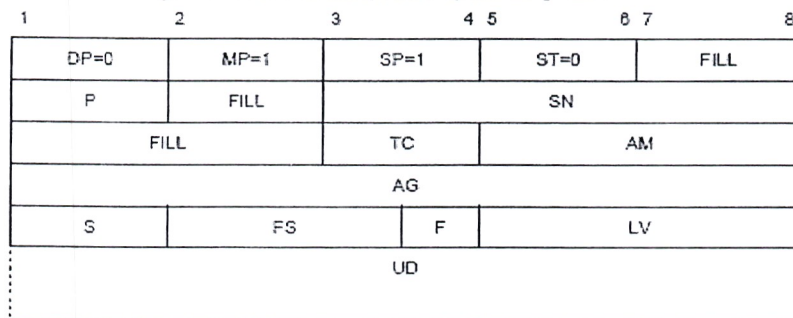 1 2 3 4 5 6 7 8
DP=0 MP=1 SP=1 ST=0 FILL
P FILL SN
FILL TC AM
AG
S FS F LV
UD